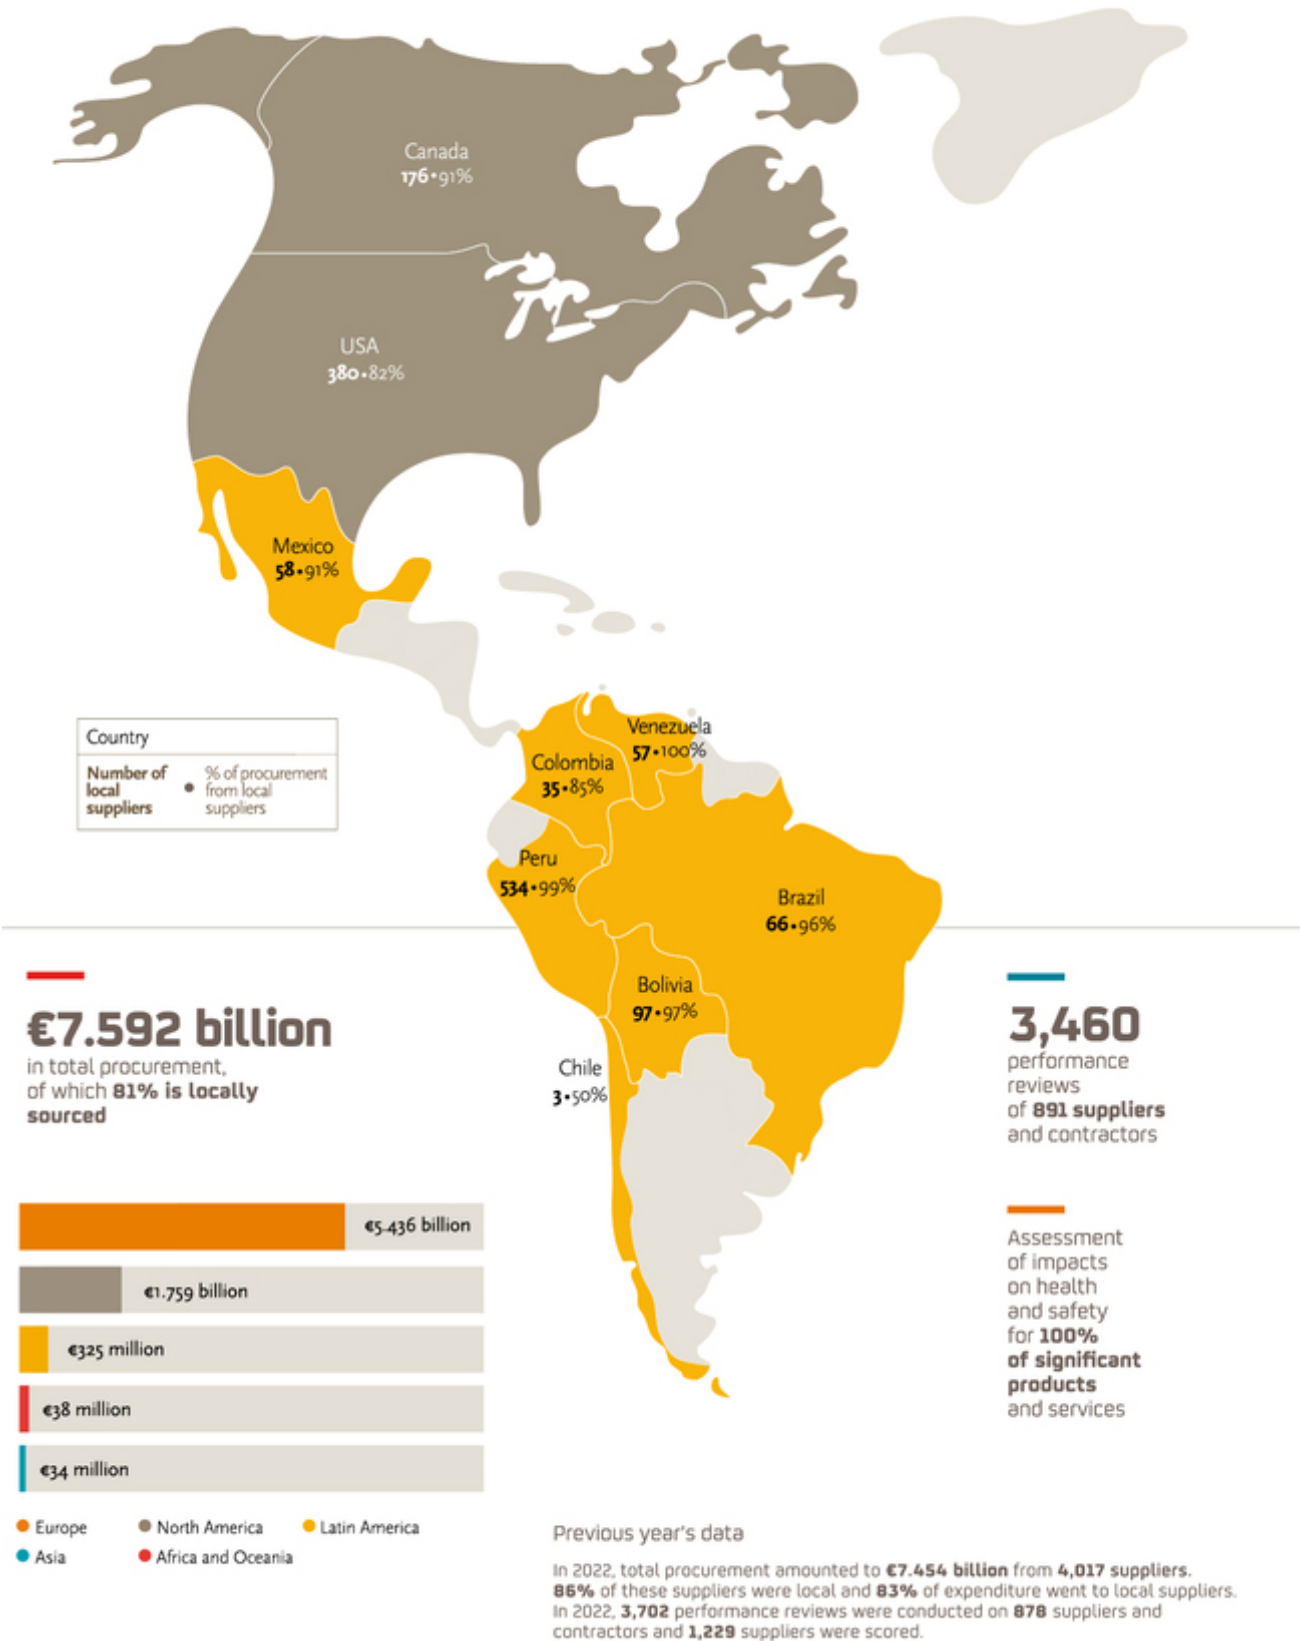 Canada
176•91%
USA
380•82%
Mexico
58•91%
Country
Number of
local
suppliers
•
% of procurement
from local
suppliers
Venezuela
57•100%
Colombia
35•85%
Peru
534•99%
Brazil
66•96%
Bolivia
97•97%
Chile
3•50%
€7.592 billion
in total procurement,
of which 81% is locally
sourced
3,460
performance
reviews
of 891 suppliers
and contractors
€5.436 billion
€1.759 billion
€325 million
€38 million
€34 million
Europe
North America
Latin America
Asia
Africa and Oceania
Assessment
of impacts
on health
and safety
for 100%
of significant
products
and services
Previous year's data
In 2022, total procurement amounted to €7.454 billion from 4,017 suppliers.
86% of these suppliers were local and 83% of expenditure went to local suppliers.
In 2022, 3,702 performance reviews were conducted on 878 suppliers and
contractors and 1,229 suppliers were scored.